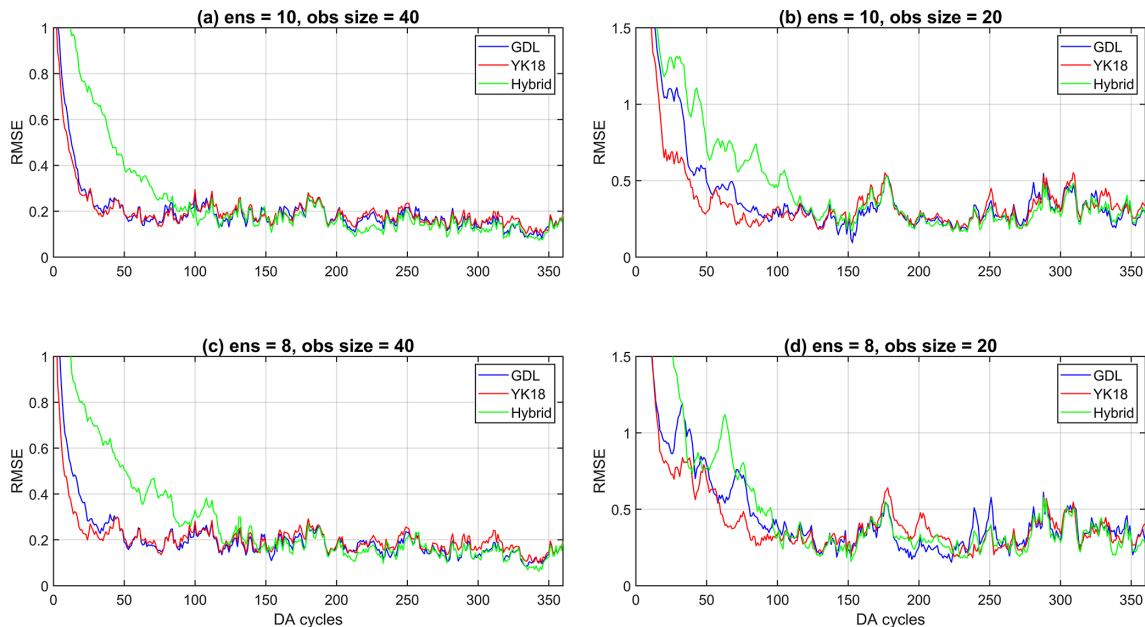 (a) ens = 10, obs size = 40
1
0.8
0.6
0.4
0.2
0
RMSE
0 50 100 150 200 250 300 350
GDL
YK18
Hybrid
(b) ens = 10, obs size = 20
1.5
1
0.5
0
RMSE
0 50 100 150 200 250 300 350
GDL
YK18
Hybrid
(c) ens = 8, obs size = 40
1
0.8
0.6
0.4
0.2
0
RMSE
0 50 100 150 200 250 300 350
DA cycles
GDL
YK18
Hybrid
(d) ens = 8, obs size = 20
1.5
1
0.5
0
RMSE
0 50 100 150 200 250 300 350
DA cycles
GDL
YK18
Hybrid